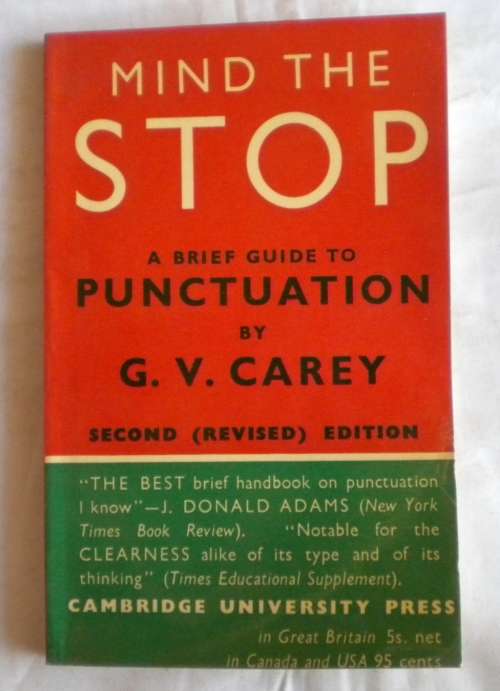 MIND THE
STOP
A BRIEF GUIDE TO
PUNCTUATION
BY
G. V. CAREY
SECOND (REVISED) EDITION
"THE BEST brief handbook on punctuation
I know"—J. DONALD ADAMS (New York
Times Book Review). "Notable for the
CLEARNESS alike of its type and of its
thinking" (Times Educational Supplement).
CAMBRIDGE UNIVERSITY PRESS
in Great Britain 5s. net
in Canada and USA 95 cents